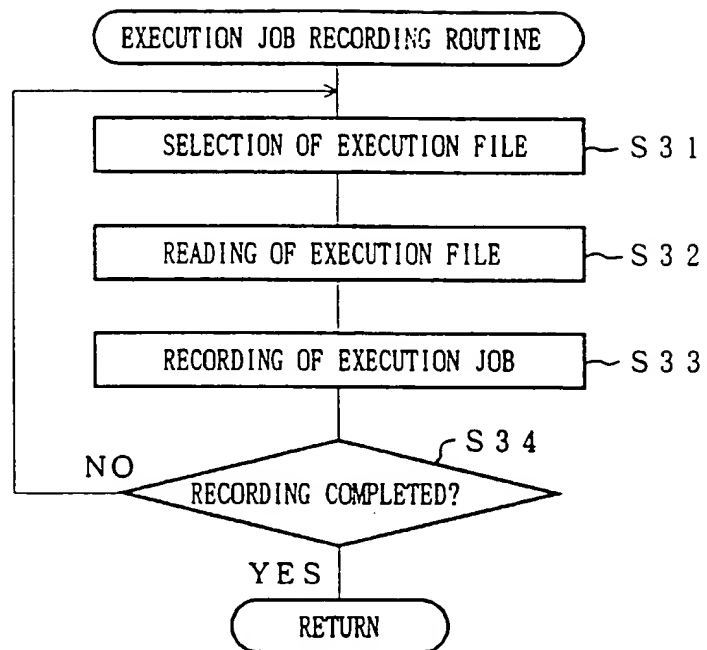 EXECUTION JOB RECORDING ROUTINE
SELECTION OF EXECUTION FILE
S31
READING OF EXECUTION FILE
S32
RECORDING OF EXECUTION JOB
S33
S34
NO
RECORDING COMPLETED?
YES
RETURN